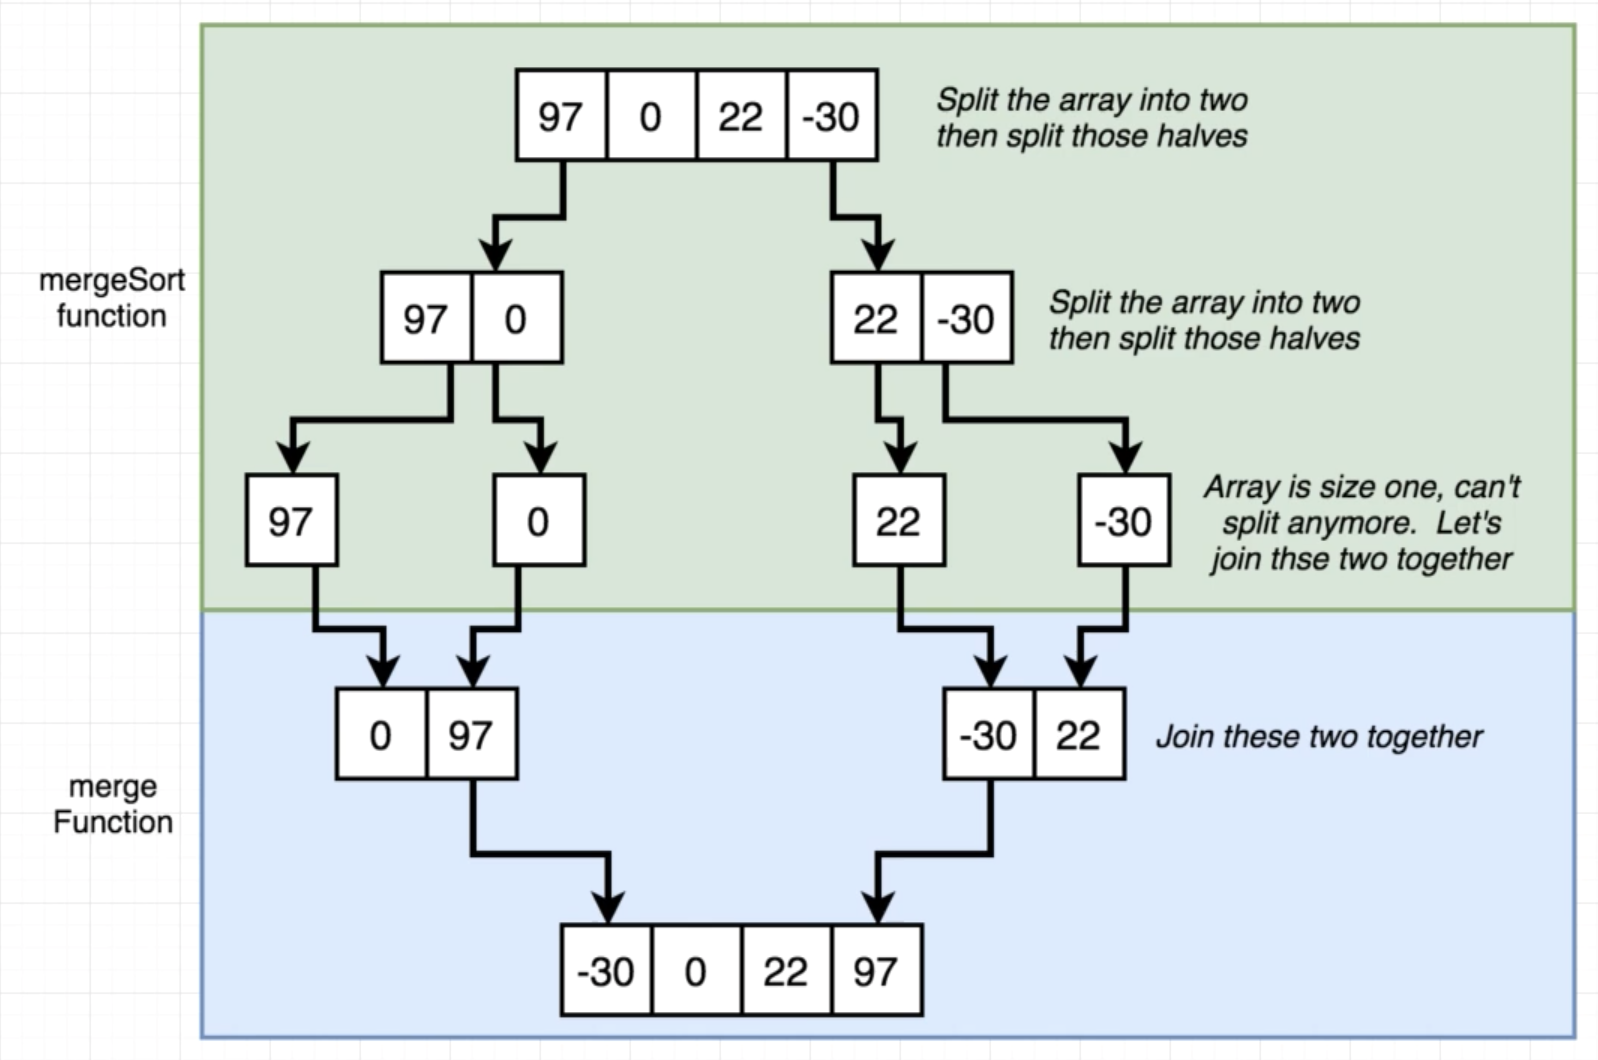 97 0 22 -30
Split the array into two
then split those halves
mergeSort
function
97 0
22 -30
Split the array into two
then split those halves
97
0
22
-30
Array is size one, can't
split anymore. Let's
join thse two together
0 97
-30 22
Join these two together
merge
Function
-30 0 22 97